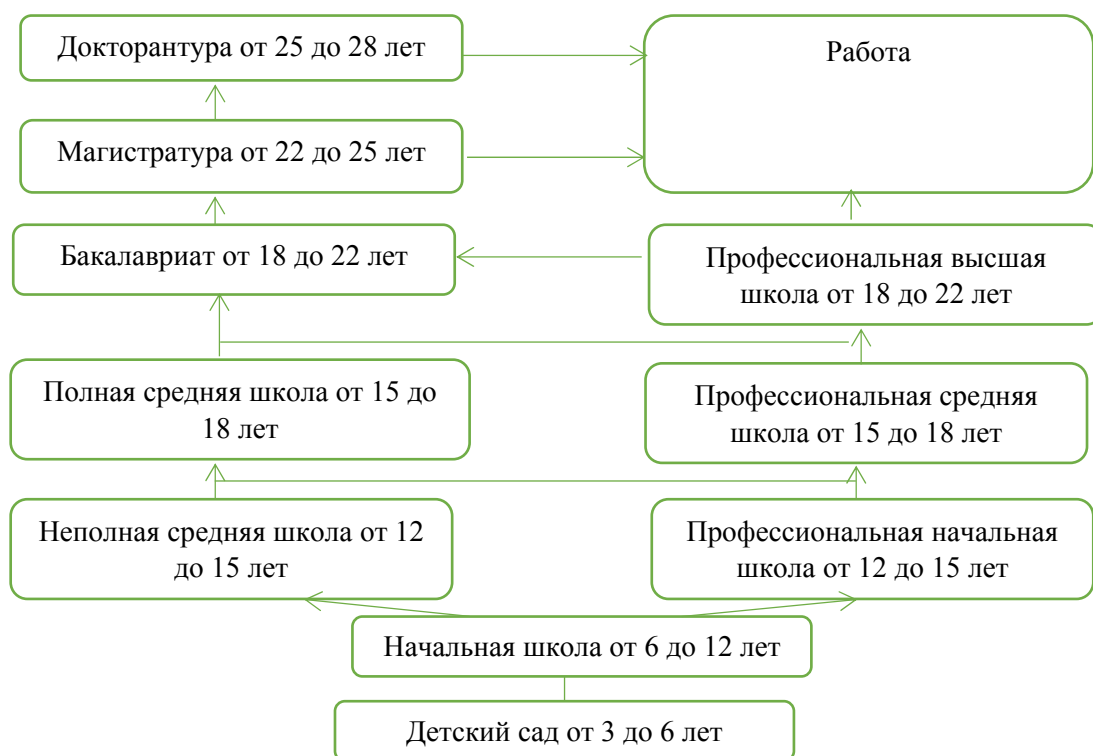 Докторантура от 25 до 28 лет
Работа
Магистратура от 22 до 25 лет
Бакалавриат от 18 до 22 лет
Профессиональная высшая
школа от 18 до 22 лет
Полная средняя школа от 15 до
18 лет
Профессиональная средняя
школа от 15 до 18 лет
Неполная средняя школа от 12
до 15 лет
Профессиональная начальная
школа от 12 до 15 лет
Начальная школа от 6 до 12 лет
Детский сад от 3 до 6 лет